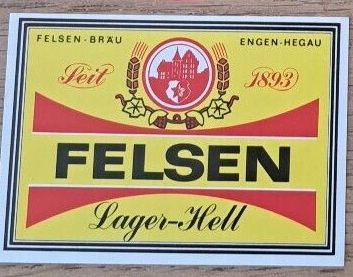 FELSEN-BRÄU ENGEN-HEGAU
Seit 1893
FELSEN
Lager-Hell